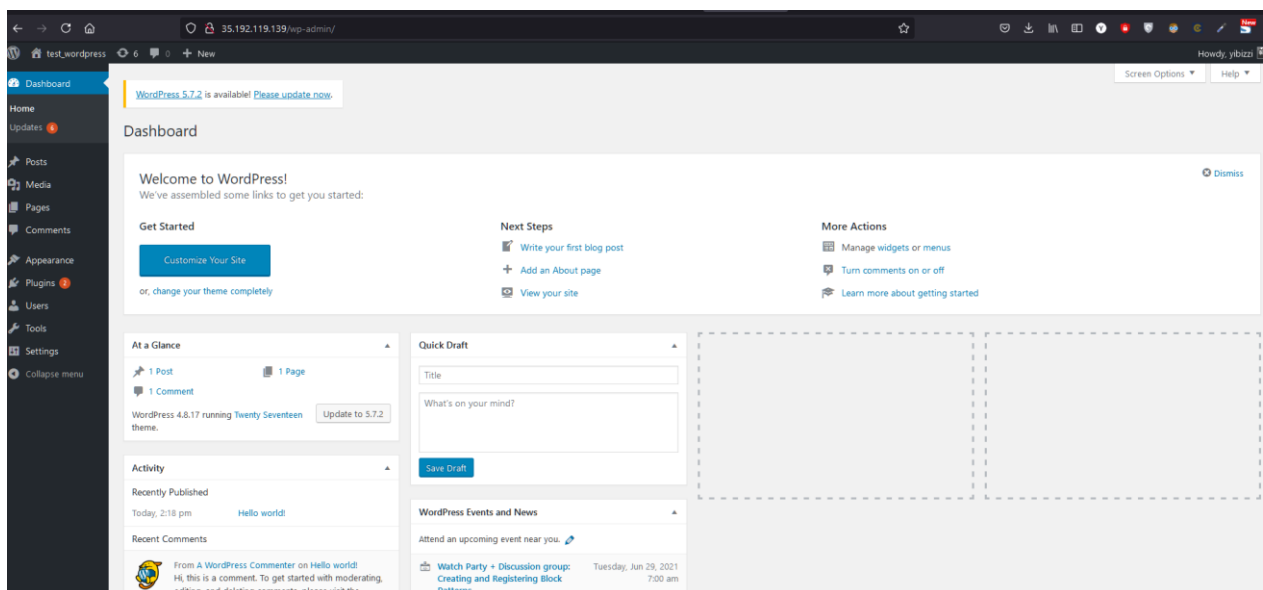 35.192.119.139/wp-admin/
New
test_wordpress 6 0 + New
Howdy, yibizzi
Dashboard
Home
Updates 6
Posts
Media
Pages
Comments
Appearance
Plugins 2
Users
Tools
Settings
Collapse menu
Screen Options ▼ Help ▼
WordPress 5.7.2 is available! Please update now.
Dashboard
Welcome to WordPress!
We've assembled some links to get you started:
Dismiss
Get Started
Customize Your Site
or, change your theme completely
Next Steps
Write your first blog post
Add an About page
View your site
More Actions
Manage widgets or menus
Turn comments on or off
Learn more about getting started
At a Glance
1 Post 1 Page
1 Comment
WordPress 4.8.17 running Twenty Seventeen
theme.
Update to 5.7.2
Activity
Recently Published
Today, 2:18 pm Hello world!
Recent Comments
From A WordPress Commenter on Hello world!
Hi, this is a comment. To get started with moderating,
editing, and deleting comments, please visit the
Quick Draft
Title
What's on your mind?
Save Draft
WordPress Events and News
Attend an upcoming event near you.
Watch Party + Discussion group: Tuesday, Jun 29, 2021
Creating and Registering Block 7:00 am
Patterns